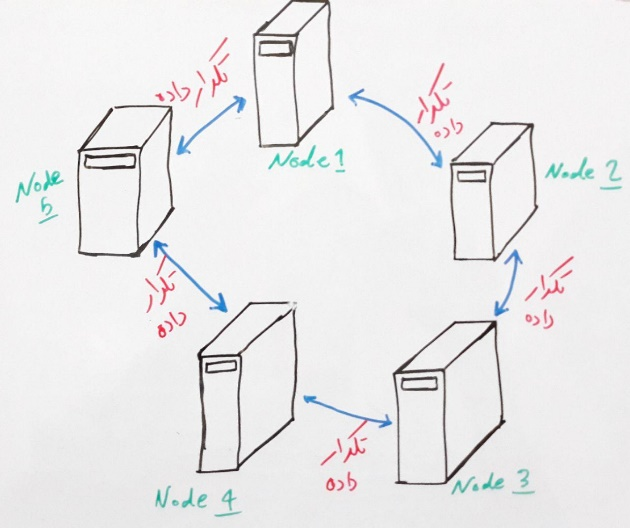 تکرار داده
Node 1
تکرار
داده
Node 2
تکرار
داده
Node 3
تکرار
داده
Node 4
تکرار
داده
Node
5